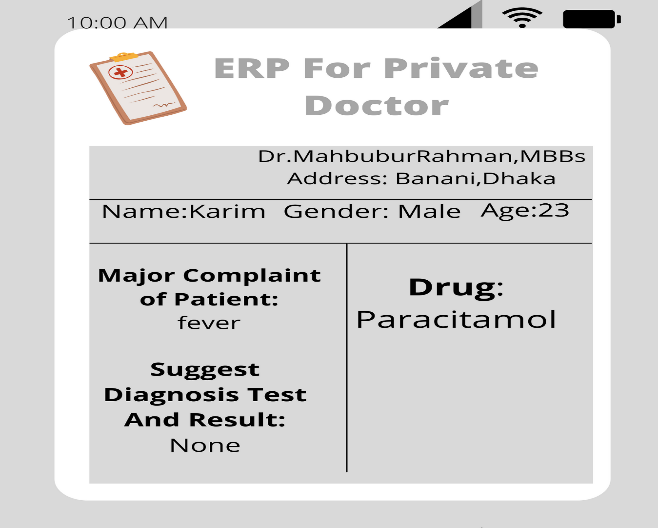 10:00 AM
ERP For Private
Doctor
Dr.MahbuburRahman,MBBs
Address: Banani,Dhaka
Name:Karim Gender: Male Age:23
Major Complaint
of Patient:
fever
Suggest
Diagnosis Test
And Result:
None
Drug:
Paracitamol